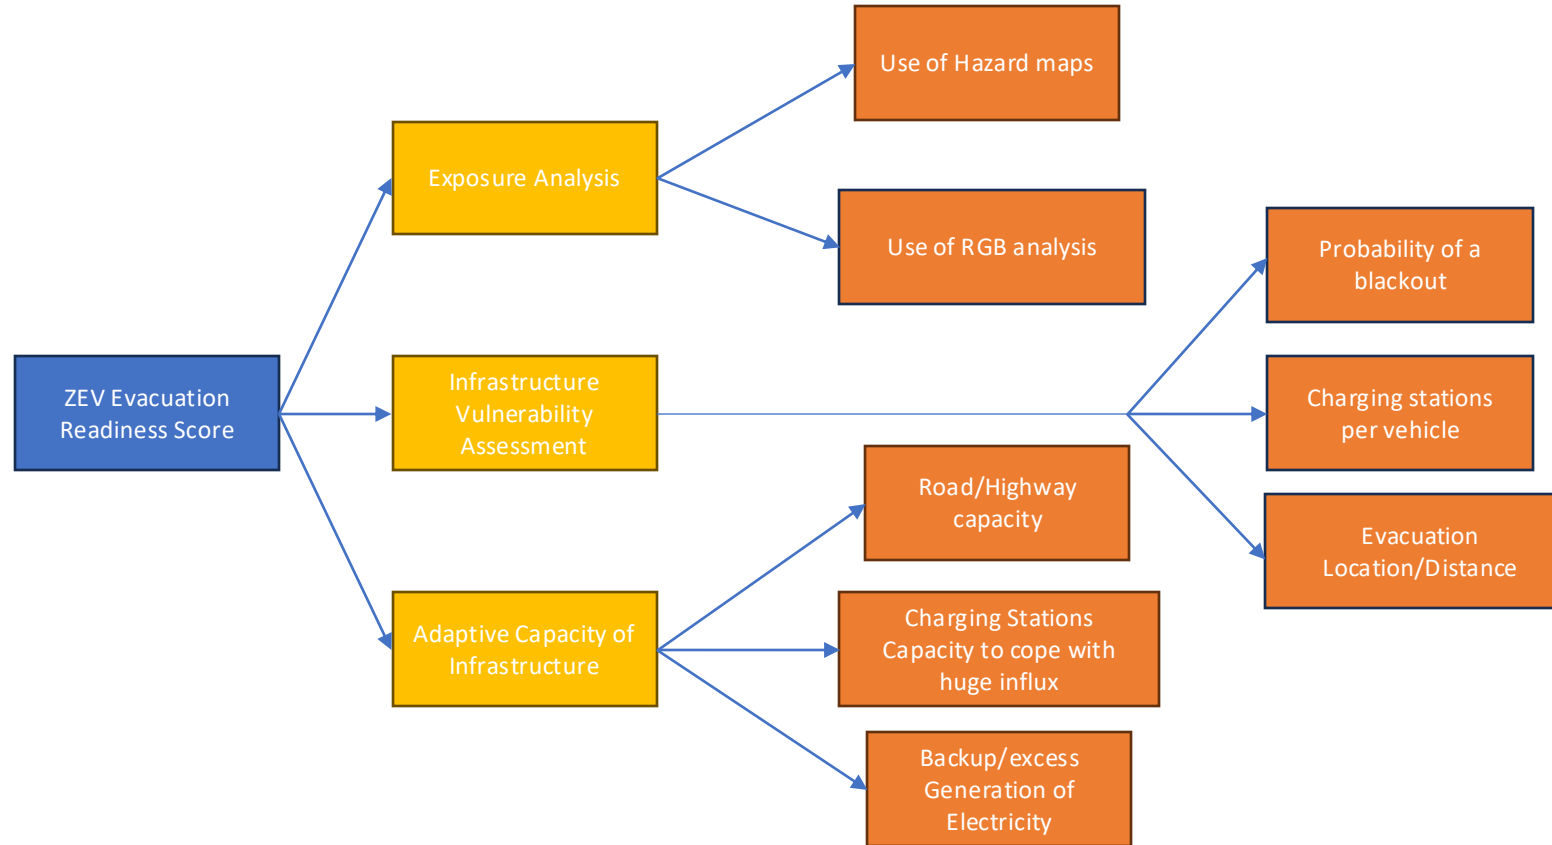 ZEV Evacuation
Readiness Score
Exposure Analysis
Infrastructure
Vulnerability
Assessment
Adaptive Capacity of
Infrastructure
Use of Hazard maps
Use of RGB analysis
Road/Highway
capacity
Charging Stations
Capacity to cope with
huge influx
Backup/excess
Generation of
Electricity
Probability of a
blackout
Charging stations
per vehicle
Evacuation
Location/Distance